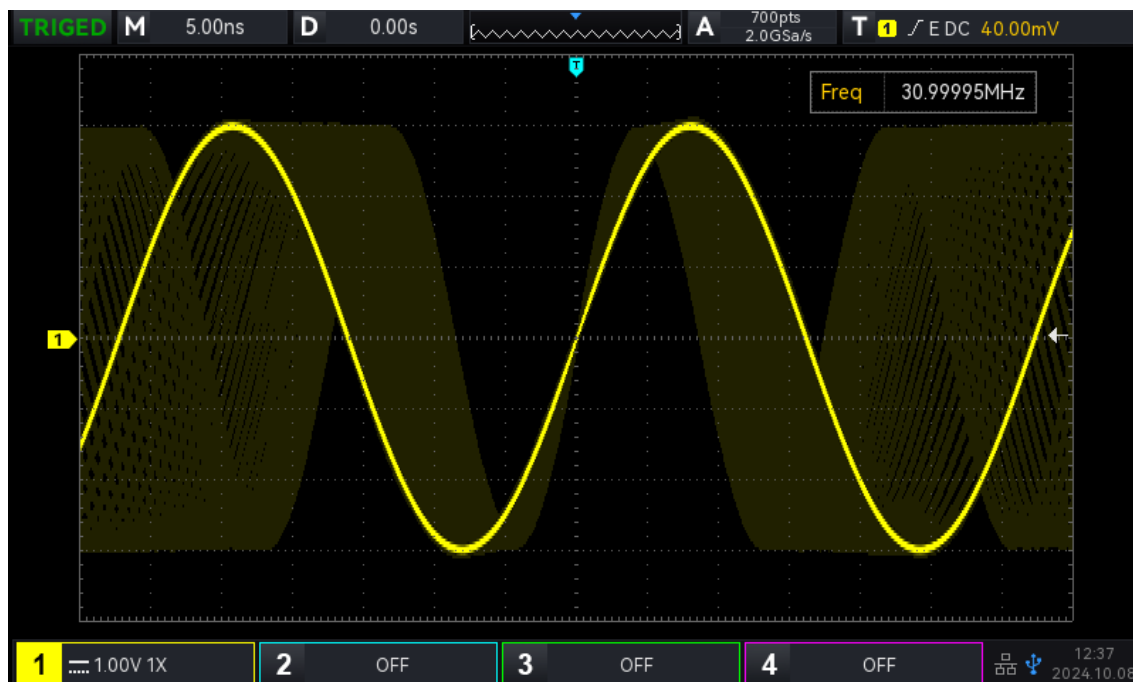 TRIGED M 5.00ns D 0.00s A 700pts 2.0GSa/s T 1 E DC 40.00mV
T
Freq 30.99995MHz
1
1 1.00V 1X 2 OFF 3 OFF 4 OFF 12:37
2024.10.08